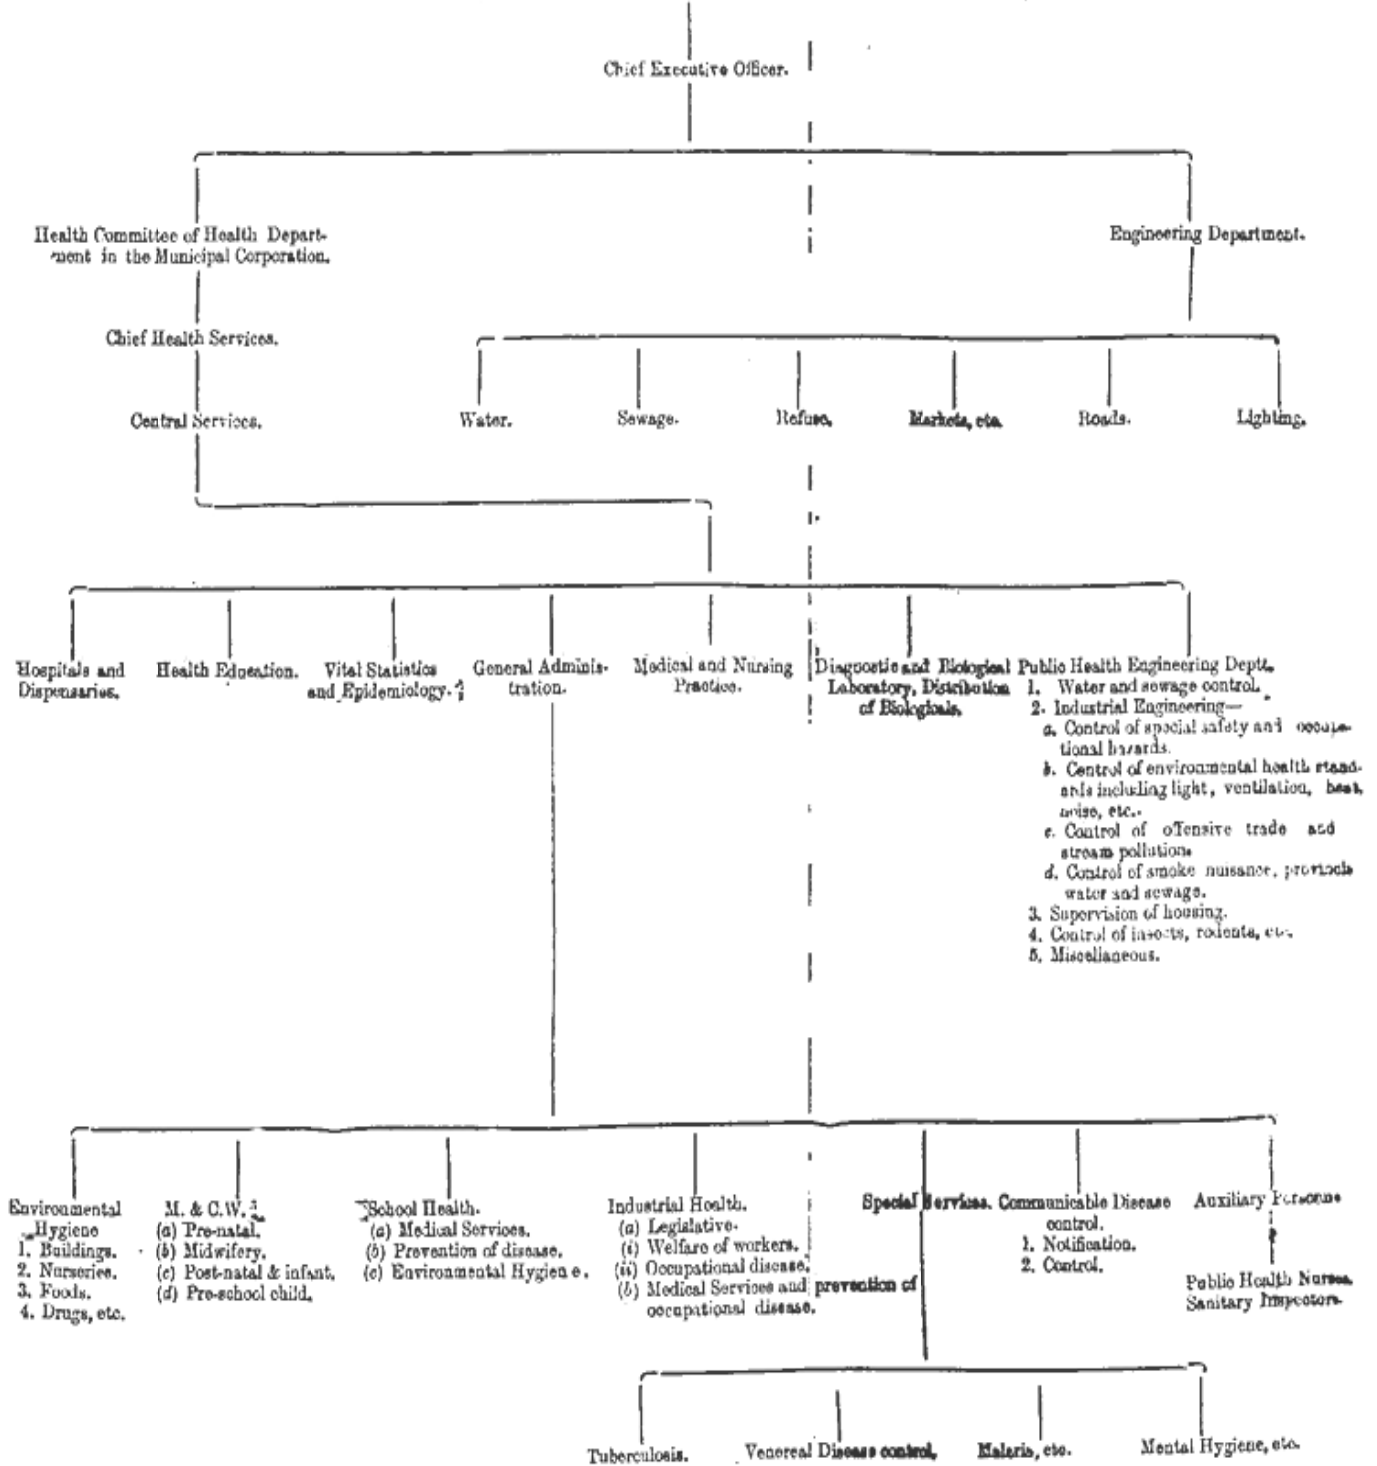 Chief Executive Officer.
Health Committee of Health Depart-
ment in the Municipal Corporation.
Engineering Department.
Chief Health Services.
Central Services.
Water.
Sewage.
Refuse.
Markets, etc.
Roads.
Lighting.
Hospitals and
Dispensaries.
Health Education.
Vital Statistics
and Epidemiology.
General Adminis-
tration.
Medical and Nursing
Practice.
Diagnostic and Biological
Laboratory, Distribution
of Biologicals.
Public Health Engineering Deptt.
1. Water and sewage control.
2. Industrial Engineering—
a. Control of special safety and occupa-
tional hazards.
b. Control of environmental health stand-
ards including light, ventilation, heat,
noise, etc.
c. Control of offensive trade and
stream pollution.
d. Control of smoke nuisance,
water and sewage.
3. Supervision of housing.
4. Control of insects, rodents, etc.
5. Miscellaneous.
Environmental
Hygiene
1. Buildings.
2. Nurseries.
3. Foods.
4. Drugs, etc.
M. & C.W.
(a) Pre-natal.
(b) Midwifery.
(c) Post-natal & infant.
(d) Pre-school child.
School Health.
(a) Medical Services.
(b) Prevention of disease.
(c) Environmental Hygiene.
Industrial Health.
(a) Legislative.
(i) Welfare of workers.
(ii) Occupational disease.
(b) Medical Services and prevention of
occupational disease.
Special Services.
Communicable Disease
control.
1. Notification.
2. Control.
Auxiliary Personne
Public Health Nurses
Sanitary Inspectors.
Tuberculosis.
Venereal Disease control.
Malaria, etc.
Mental Hygiene, etc.